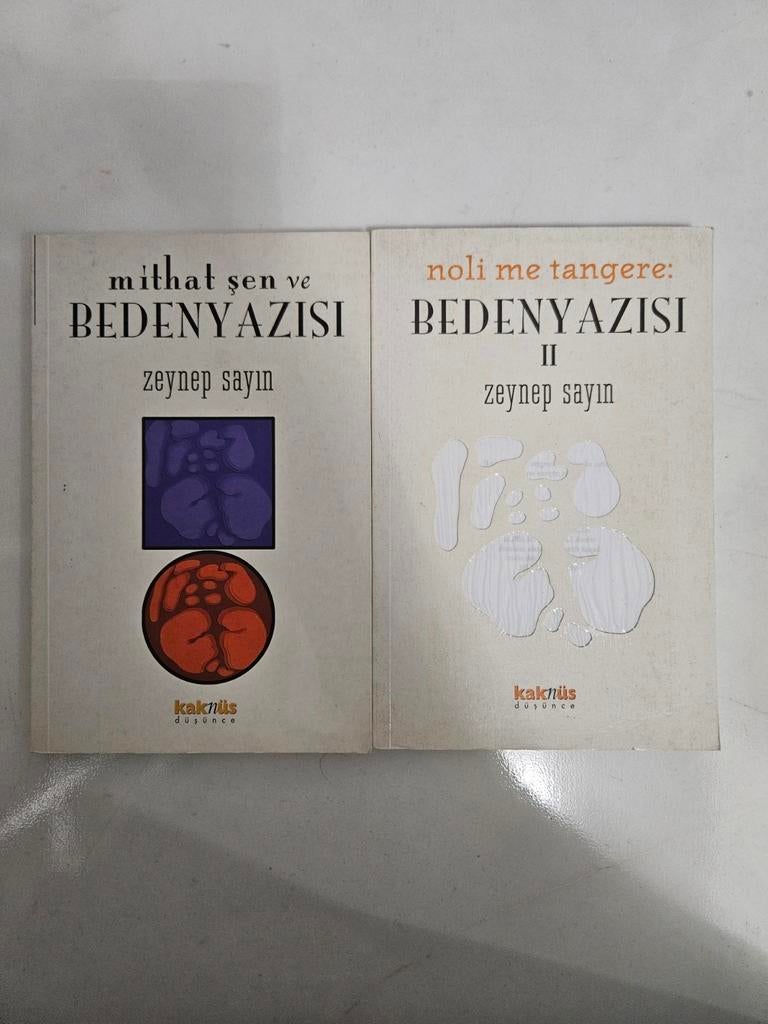 mithat şen ve
BEDENYAZISI
zeynep sayın
kaknüs
düşünce
noli me tangere:
BEDENYAZISI
II
zeynep sayın
kaknüs
düşünce